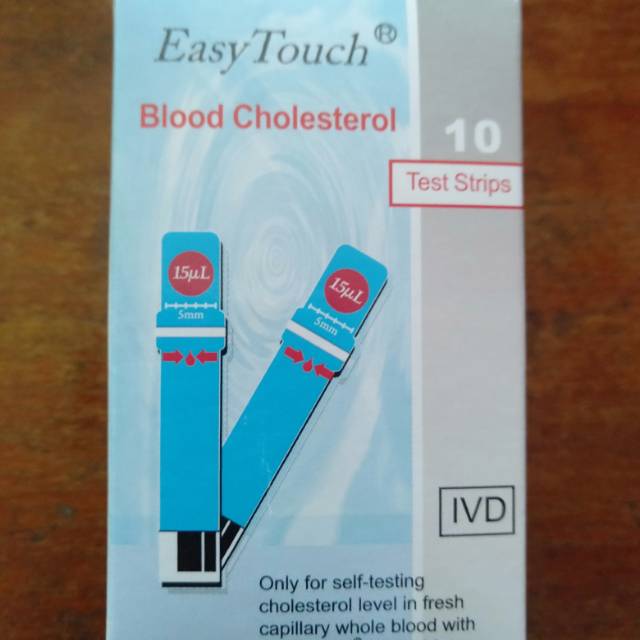 EasyTouch®
Blood Cholesterol
10
Test Strips
15μL
5mm
15μL
5mm
IVD
Only for self-testing
cholesterol level in fresh
capillary whole blood with